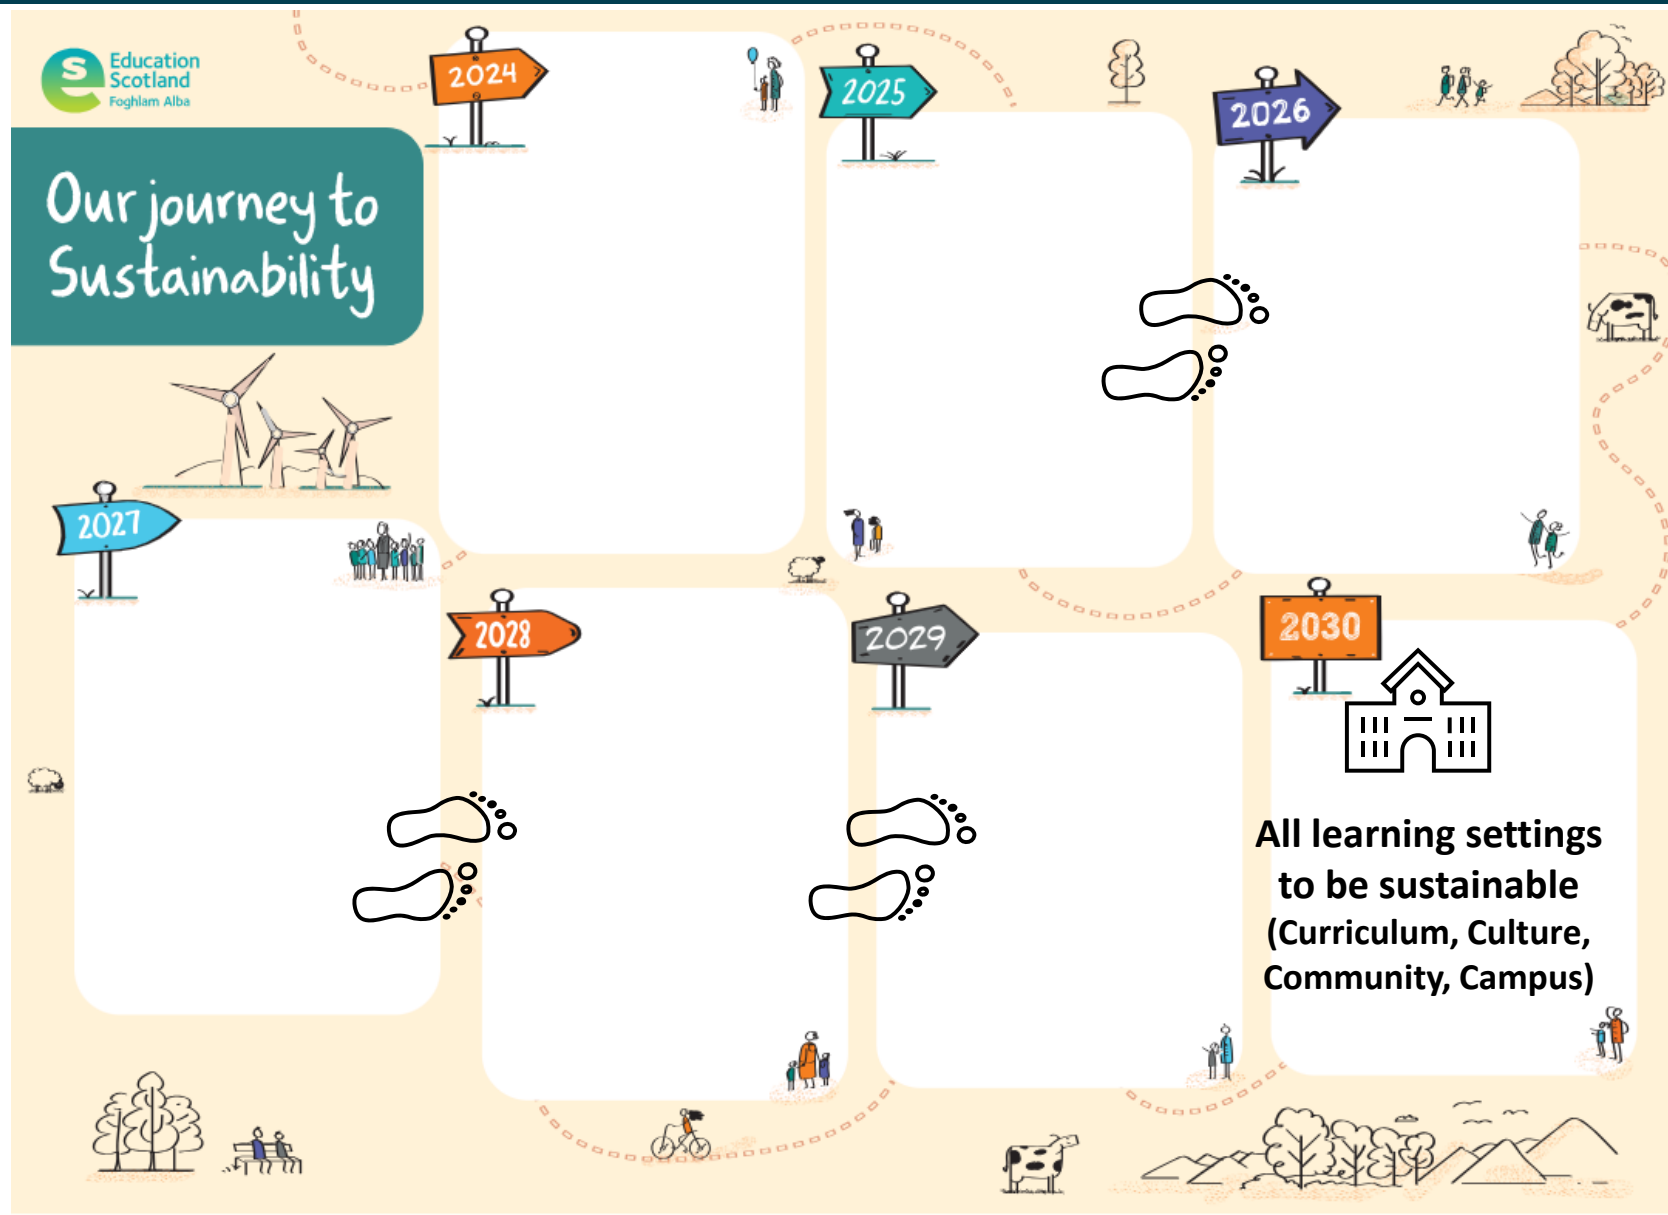 S
Education
Scotland
Foghlam Alba
Our journey to
Sustainability
2024
2025
2026
2027
2028
2029
2030
All learning settings
to be sustainable
(Curriculum, Culture,
Community, Campus)